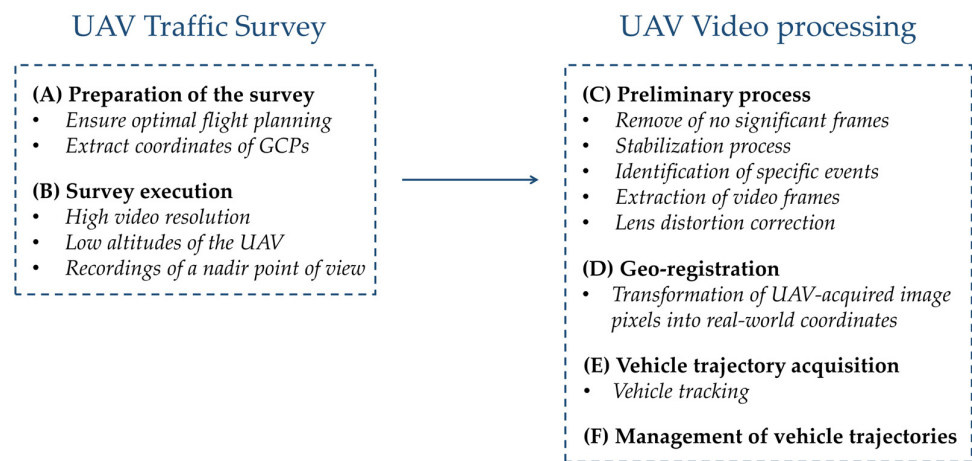 UAV Traffic Survey
(A) Preparation of the survey
• Ensure optimal flight planning
• Extract coordinates of GCPs
(B) Survey execution
• High video resolution
• Low altitudes of the UAV
• Recordings of a nadir point of view
UAV Video processing
(C) Preliminary process
• Remove of no significant frames
• Stabilization process
• Identification of specific events
• Extraction of video frames
• Lens distortion correction
(D) Geo-registration
• Transformation of UAV-acquired image
pixels into real-world coordinates
(E) Vehicle trajectory acquisition
• Vehicle tracking
(F) Management of vehicle trajectories